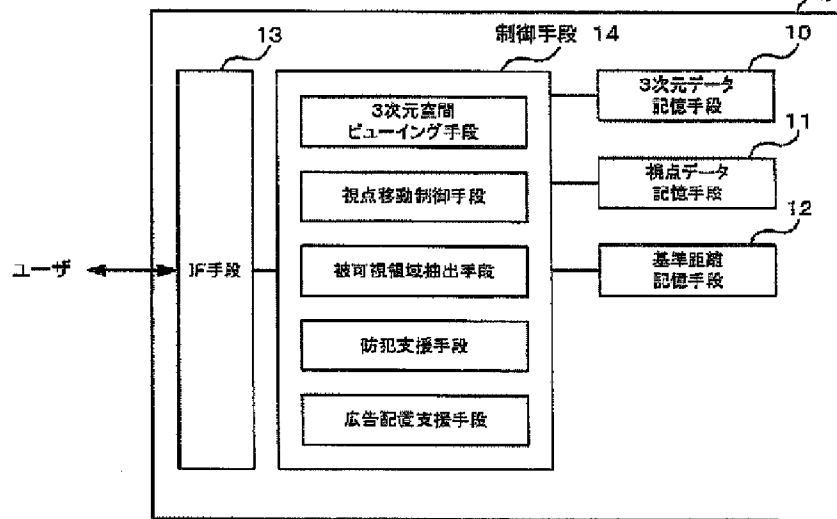 13
制御手段 14
10
3次元空間
ビューイング手段
3次元データ
記憶手段
11
視点移動制御手段
視点データ
記憶手段
12
ユーザ
IF手段
被可視領域抽出手段
基準距離
記憶手段
防犯支援手段
広告配置支援手段